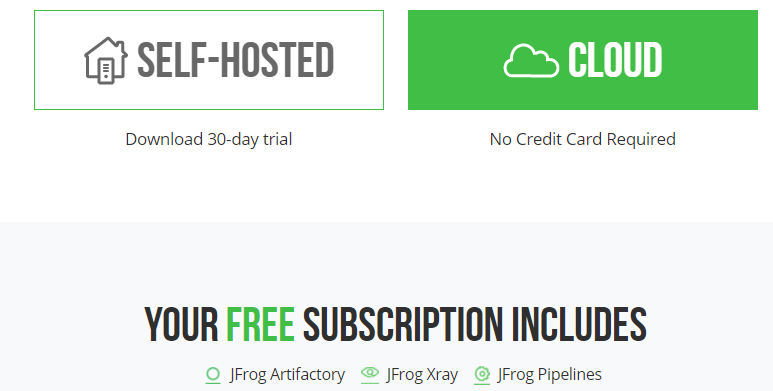 SELF-HOSTED
CLOUD
Download 30-day trial
No Credit Card Required
YOUR FREE SUBSCRIPTION INCLUDES
JFrog Artifactory JFrog Xray JFrog Pipelines